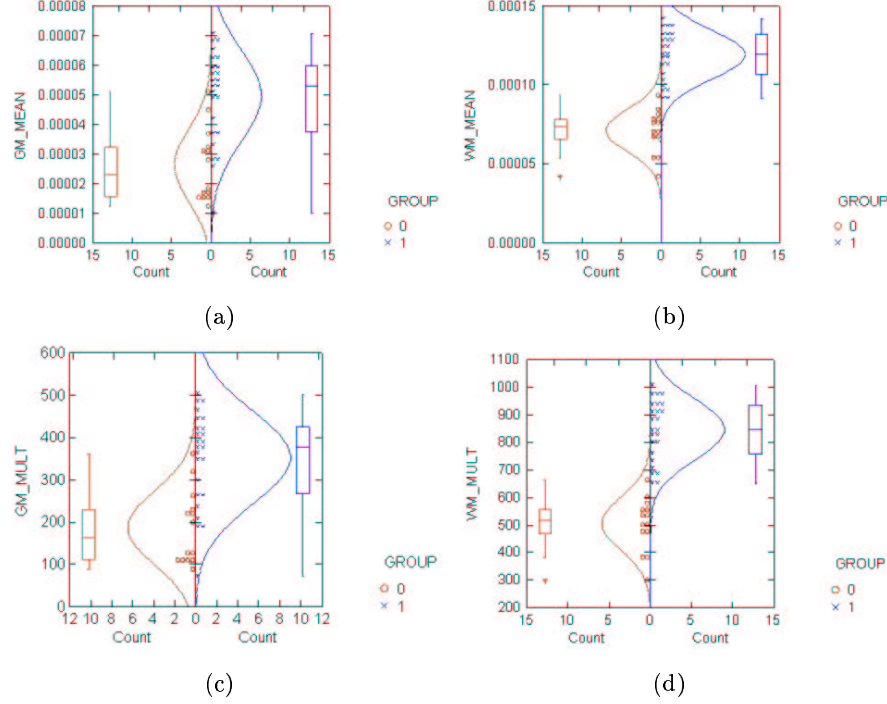 0.00008
0.00007
0.00006
0.00005
0.00004
0.00003
0.00002
0.00001
0.00000
GM_MEAN
15 10 5 0 5 10 15
Count Count
GROUP
0
1
(a)
0.00015
0.00010
0.00005
0.00000
WM_MEAN
15 10 5 0 5 10 15
Count Count
GROUP
0
1
(b)
600
500
400
300
200
100
0
GM_MULT
12 10 8 6 4 2 0 2 4 6 8 10 12
Count Count
GROUP
0
1
(c)
1100
1000
900
800
700
600
500
400
300
200
WM_MULT
15 10 5 0 5 10 15
Count Count
GROUP
0
1
(d)